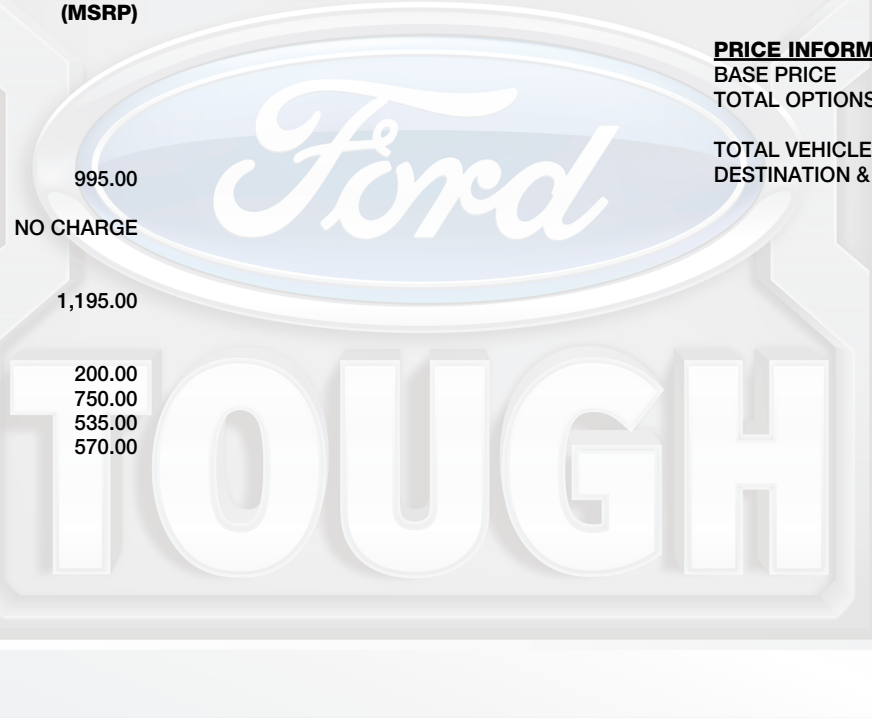 (MSRP)
995.00
NO CHARGE
1,195.00
200.00
750.00
535.00
570.00
PRICE INFORM
BASE PRICE
TOTAL OPTIONS
TOTAL VEHICLE
DESTINATION &
Ford
TOUGH